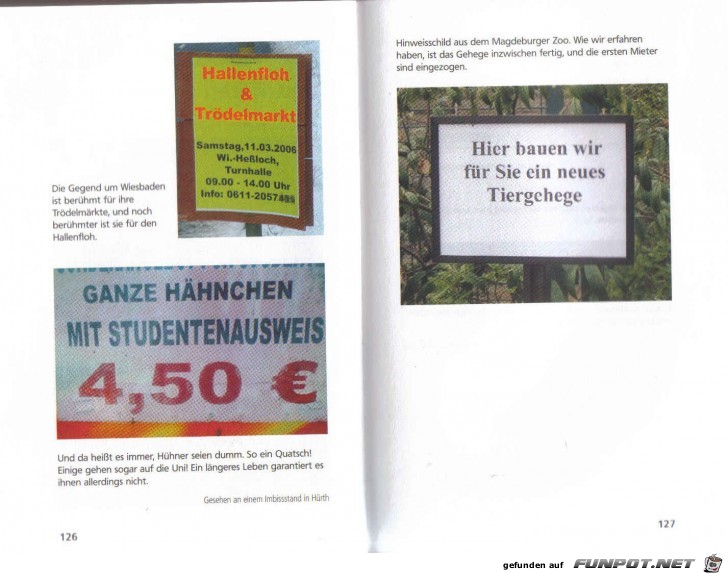 Hallenfloh
&
Trödelmarkt
Samstag,11.03.2006
Wi.-Heßloch,
Turnhalle
09.00 - 14.00 Uhr
Info: 0611-2057499
Die Gegend um Wiesbaden
ist berühmt für ihre
Trödelmärkte, und noch
berühmter ist sie für den
Hallenfloh.
GANZE HÄHNCHEN
MIT STUDENTENAUSWEIS
4,50 €
Und da heißt es immer, Hühner seien dumm. So ein Quatsch!
Einige gehen sogar auf die Uni! Ein längeres Leben garantiert es
ihnen allerdings nicht.
Gesehen an einem Imbissstand in Hürth
126
Hinweisschild aus dem Magdeburger Zoo. Wie wir erfahren
haben, ist das Gehege inzwischen fertig, und die ersten Mieter
sind eingezogen.
Hier bauen wir
für Sie ein neues
Tiergehege
127
gefunden auf FUNPOT.NET